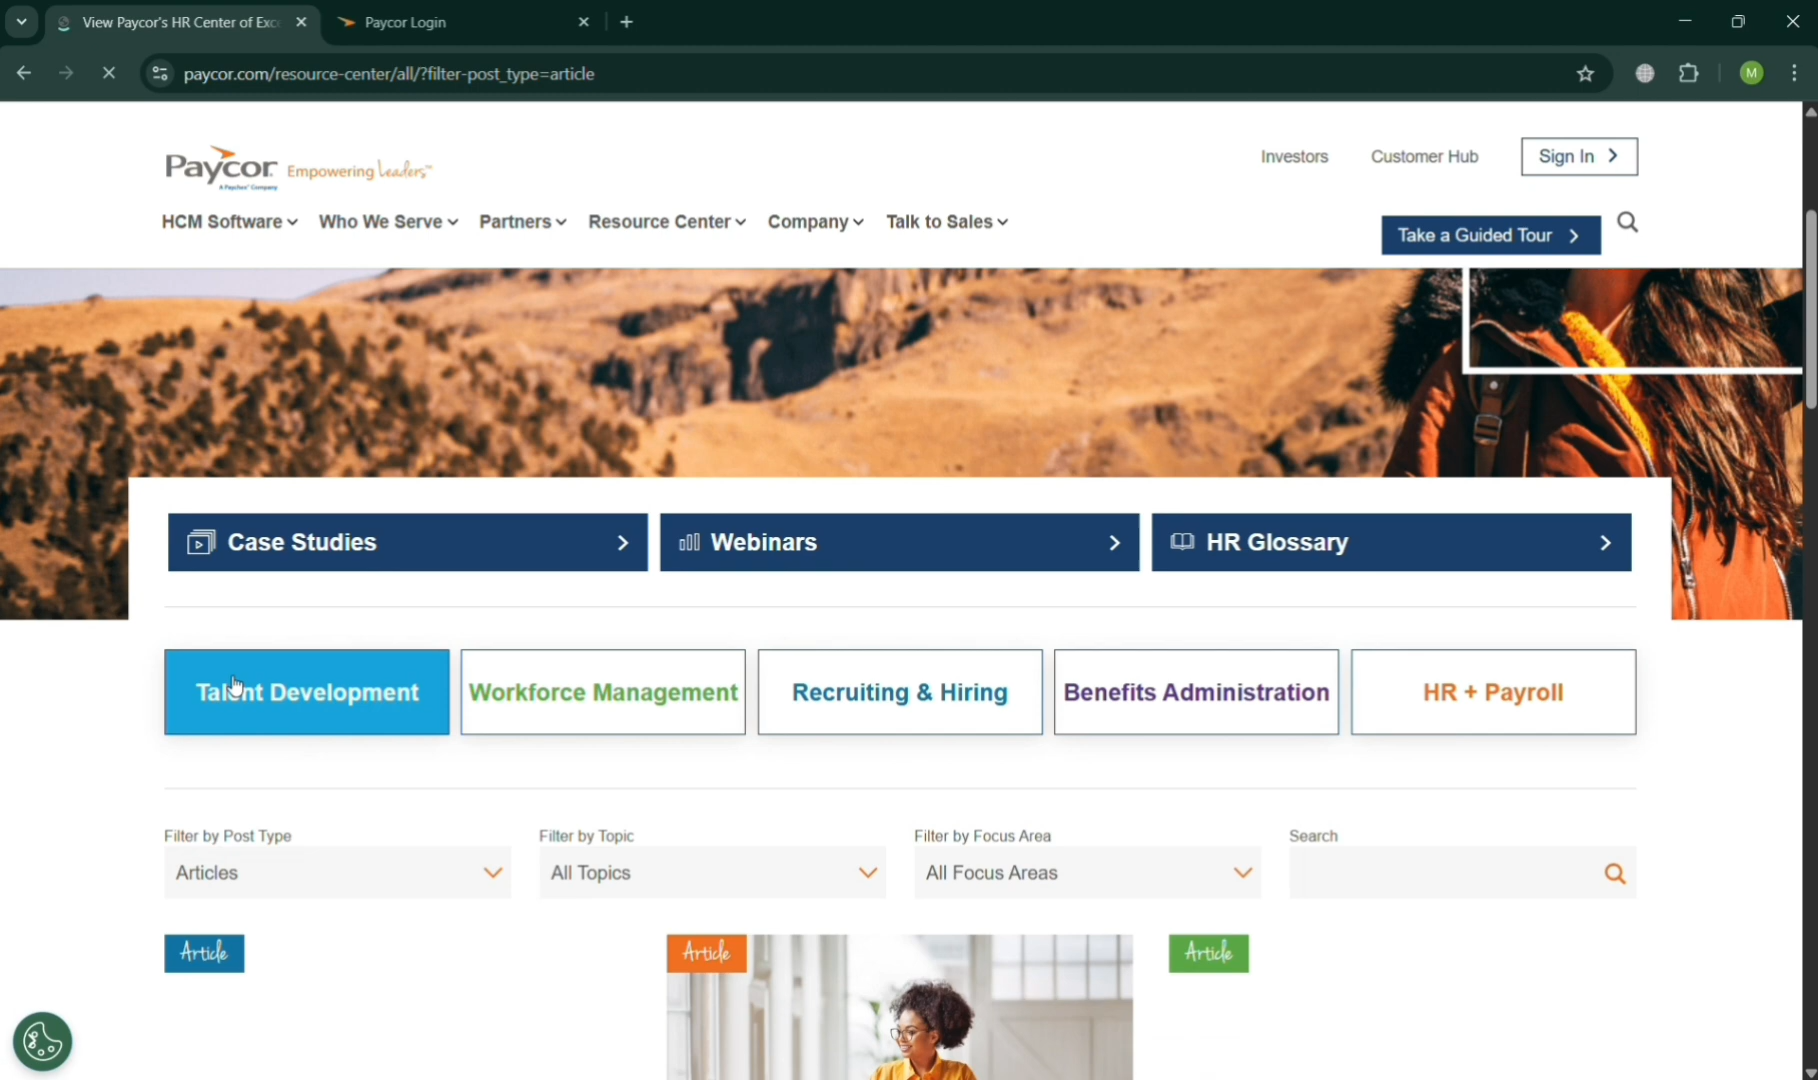 View Paycor's HR Center of Exc
Paycor Login
paycor.com/resource-center/all/?filter-post_type=article
M
Paycor
A Paychex Company
Empowering Leaders
Investors
Customer Hub
Sign In
HCM Software
Who We Serve
Partners
Resource Center
Company
Talk to Sales
Take a Guided Tour
Case Studies
Webinars
HR Glossary
Talent Development
Workforce Management
Recruiting & Hiring
Benefits Administration
HR + Payroll
Filter by Post Type
Filter by Topic
Filter by Focus Area
Search
Articles
All Topics
All Focus Areas
Article
Article
Article